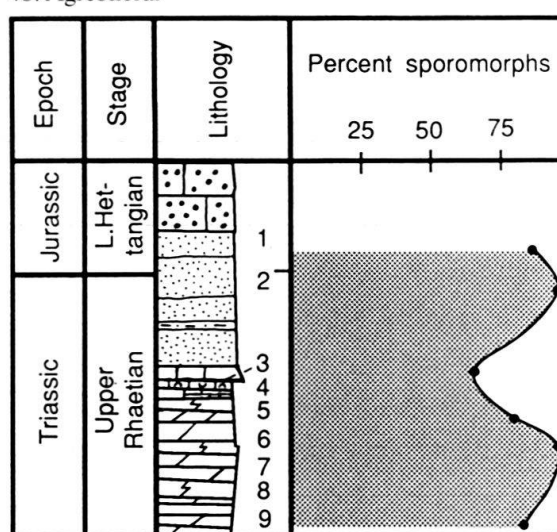 Epoch
Stage
Lithology
Percent sporomorphs
25 50 75
Jurassic
L.Het-
tangian
Triassic
Upper
Rhaetian
1
2
3
4
5
6
7
8
9